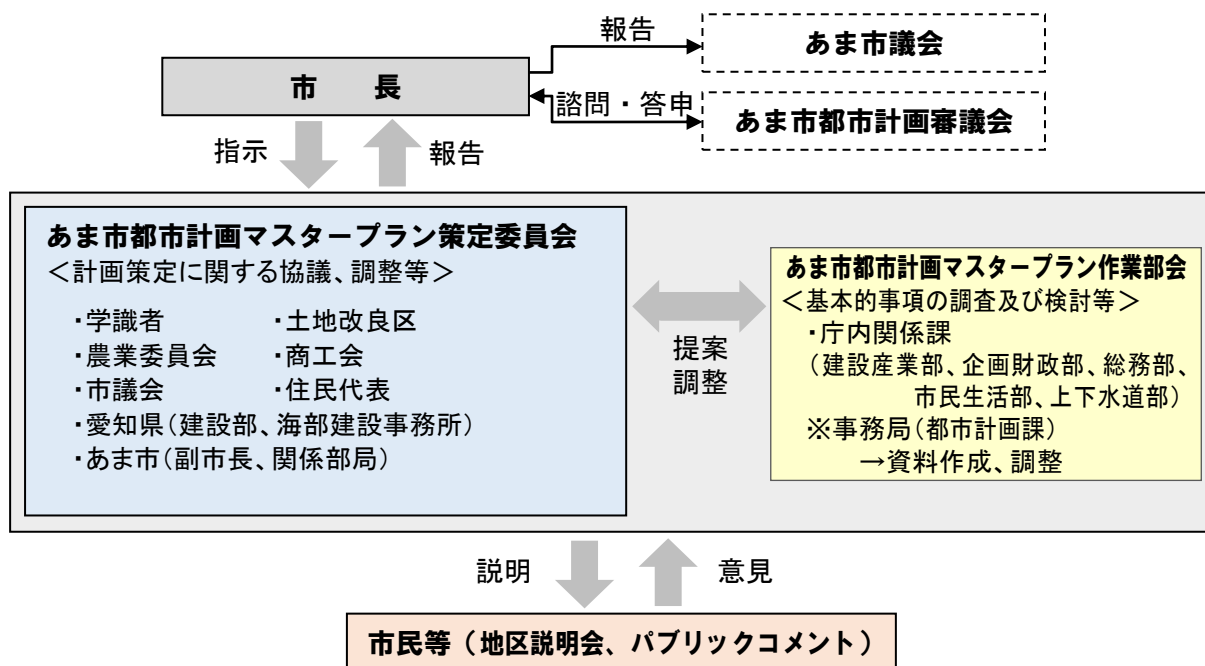 報告
あま市議会
市　長
諮問・答申
あま市都市計画審議会
指示
報告
あま市都市計画マスタープラン策定委員会
＜計画策定に関する協議、調整等＞
・学識者　・土地改良区
・農業委員会　・商工会
・市議会　・住民代表
・愛知県（建設部、海部建設事務所）
・あま市（副市長、関係部局）
提案
調整
あま市都市計画マスタープラン作業部会
＜基本的事項の調査及び検討等＞
・庁内関係課
（建設産業部、企画財政部、総務部、
市民生活部、上下水道部）
※事務局（都市計画課）
→資料作成、調整
説明
意見
市民等（地区説明会、パブリックコメント）